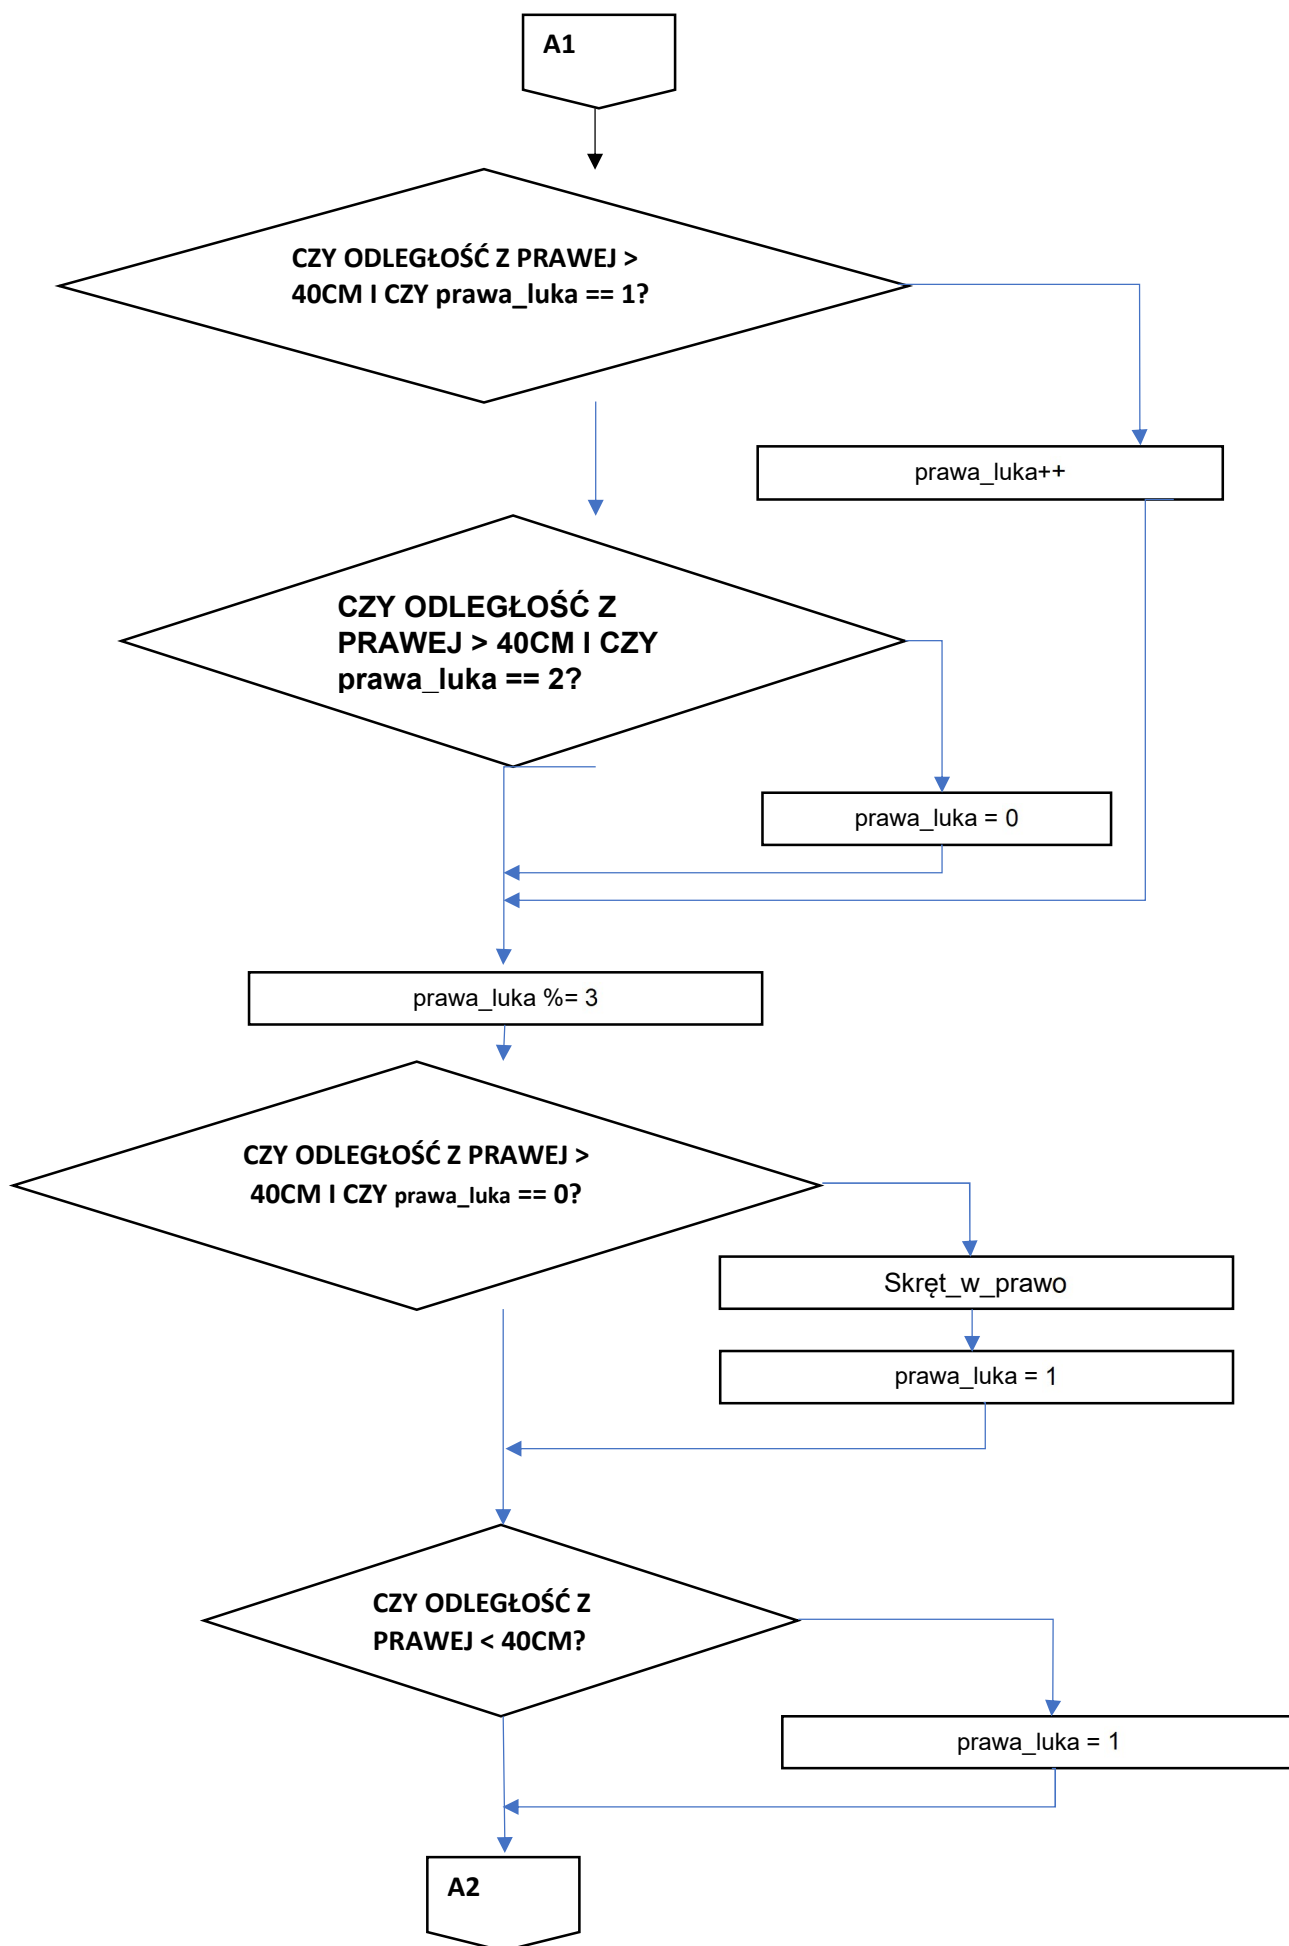 A1
CZY ODLEGŁOŚĆ Z PRAWEJ >
40CM I CZY prawa_luka == 1?
prawa_luka++
CZY ODLEGŁOŚĆ Z
PRAWEJ > 40CM I CZY
prawa_luka == 2?
prawa_luka = 0
prawa_luka %= 3
CZY ODLEGŁOŚĆ Z PRAWEJ >
40CM I CZY prawa_luka == 0?
Skręt_w_prawo
prawa_luka = 1
CZY ODLEGŁOŚĆ Z
PRAWEJ < 40CM?
prawa_luka = 1
A2